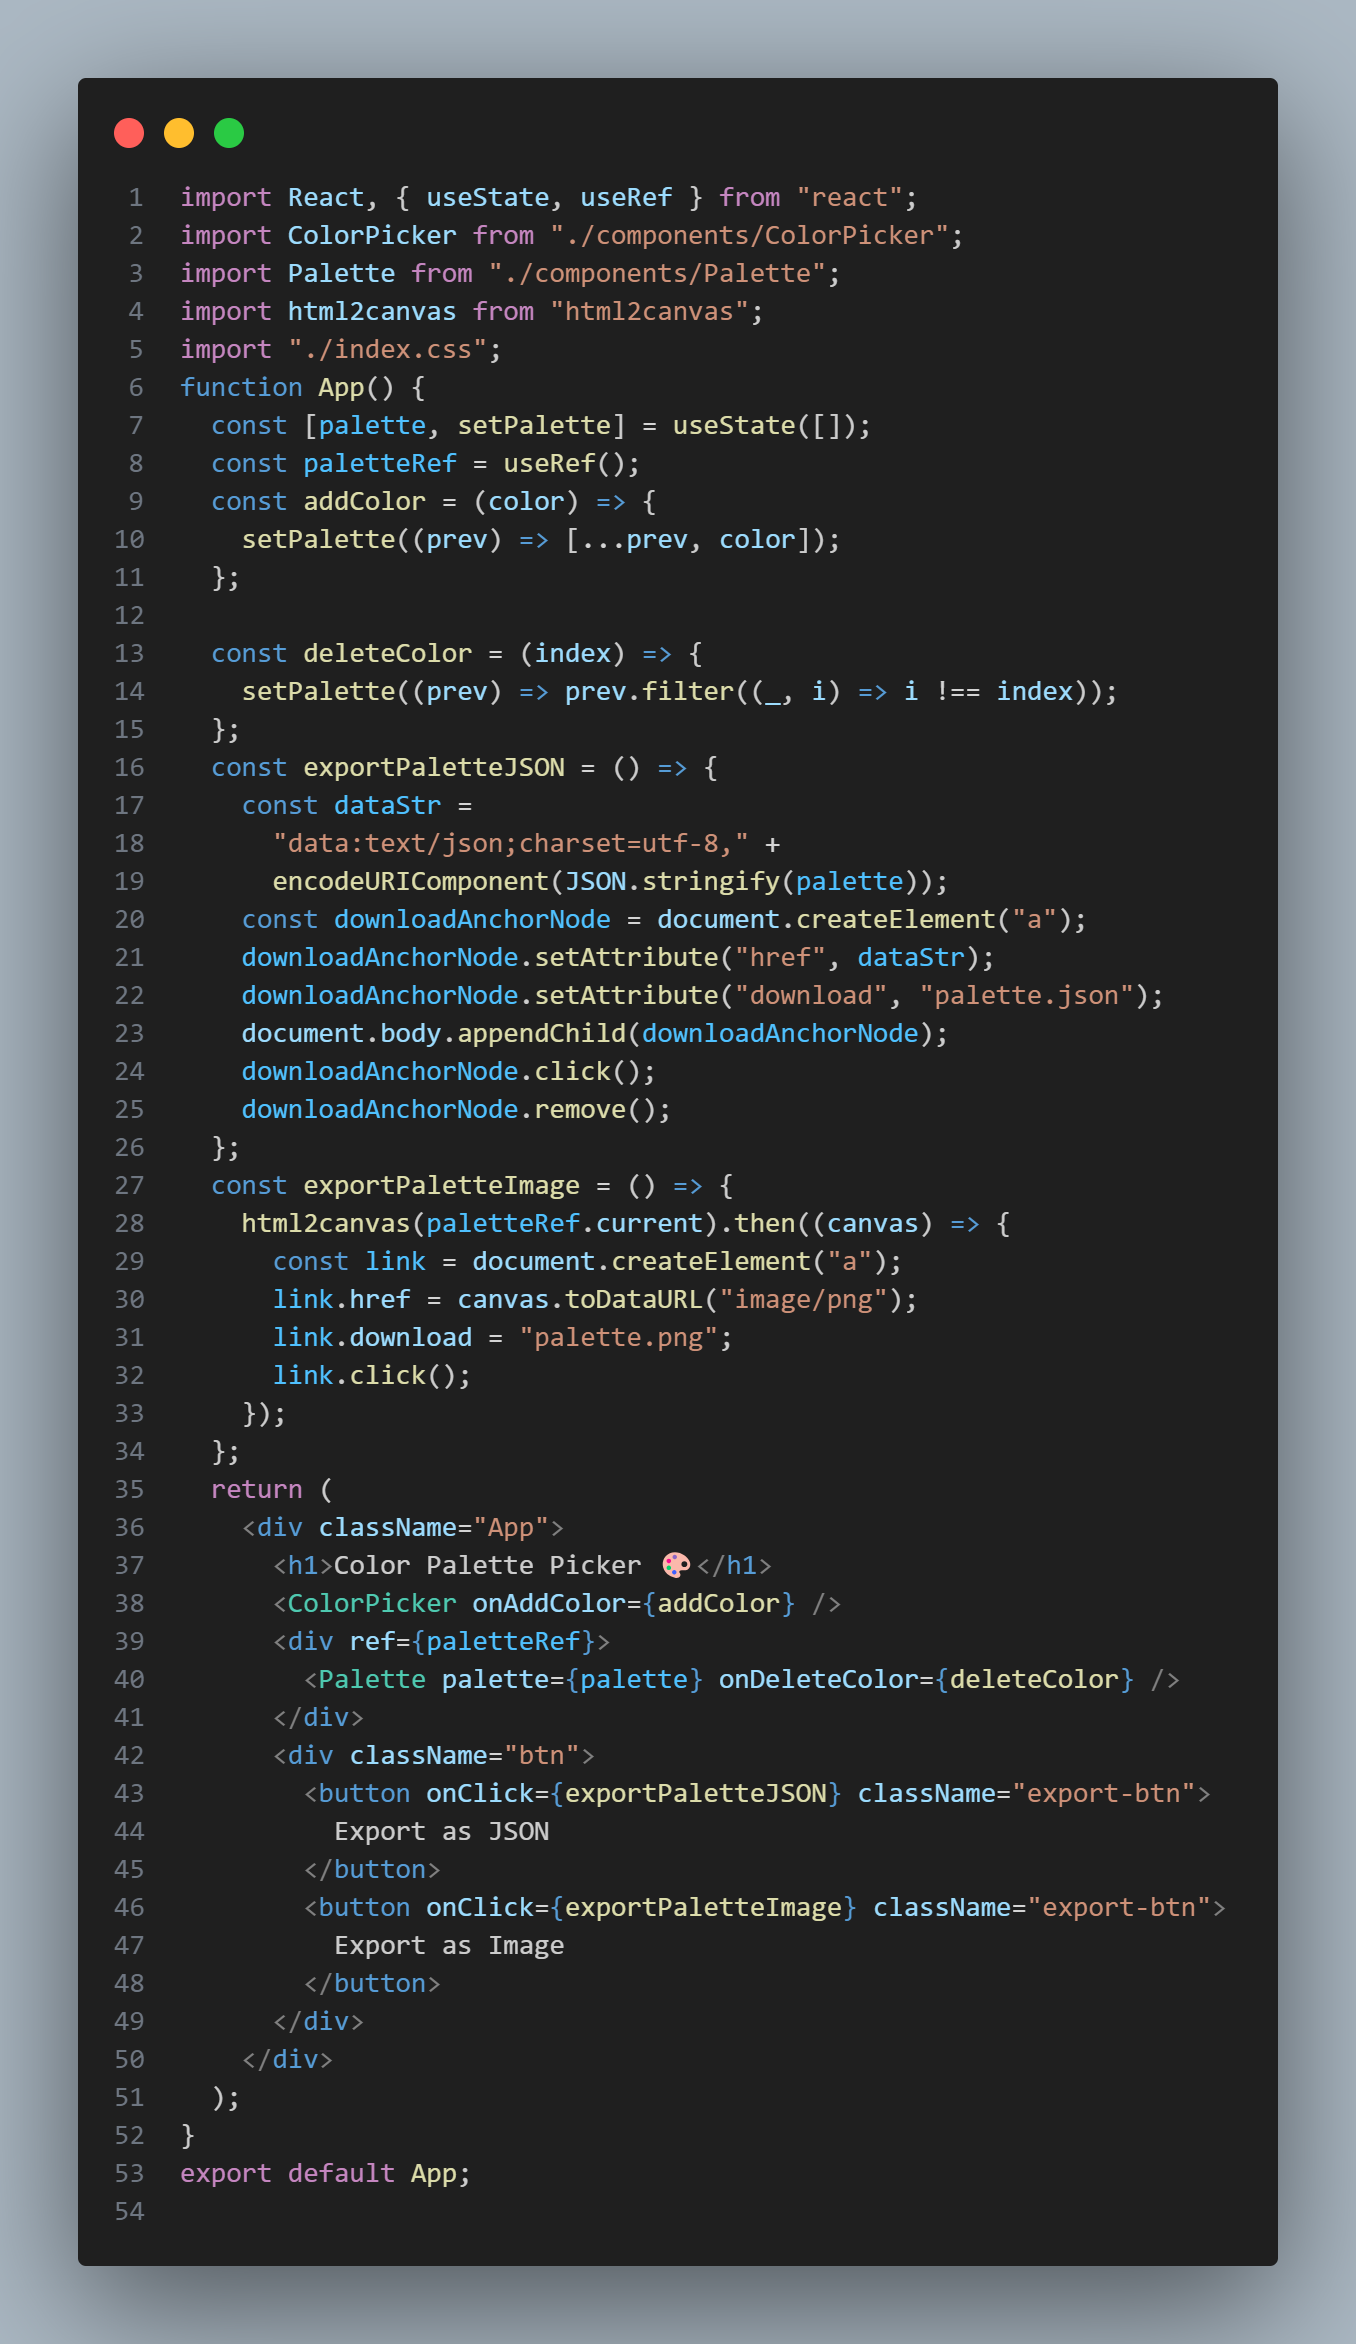 1 import React, { useState, useRef } from "react";
2 import ColorPicker from "./components/ColorPicker";
3 import Palette from "./components/Palette";
4 import html2canvas from "html2canvas";
5 import "./index.css";
6 function App() {
7   const [palette, setPalette] = useState([]);
8   const paletteRef = useRef();
9   const addColor = (color) => {
10     setPalette((prev) => [...prev, color]);
11   };
12
13   const deleteColor = (index) => {
14     setPalette((prev) => prev.filter((_, i) => i !== index));
15   };
16   const exportPaletteJSON = () => {
17     const dataStr =
18       "data:text/json;charset=utf-8," +
19       encodeURIComponent(JSON.stringify(palette));
20     const downloadAnchorNode = document.createElement("a");
21     downloadAnchorNode.setAttribute("href", dataStr);
22     downloadAnchorNode.setAttribute("download", "palette.json");
23     document.body.appendChild(downloadAnchorNode);
24     downloadAnchorNode.click();
25     downloadAnchorNode.remove();
26   };
27   const exportPaletteImage = () => {
28     html2canvas(paletteRef.current).then((canvas) => {
29       const link = document.createElement("a");
30       link.href = canvas.toDataURL("image/png");
31       link.download = "palette.png";
32       link.click();
33     });
34   };
35   return (
36     <div className="App">
37       <h1>Color Palette Picker 🎨</h1>
38       <ColorPicker onAddColor={addColor} />
39       <div ref={paletteRef}>
40         <Palette palette={palette} onDeleteColor={deleteColor} />
41       </div>
42       <div className="btn">
43         <button onClick={exportPaletteJSON} className="export-btn">
44           Export as JSON
45         </button>
46         <button onClick={exportPaletteImage} className="export-btn">
47           Export as Image
48         </button>
49       </div>
50     </div>
51   );
52 }
53 export default App;
54